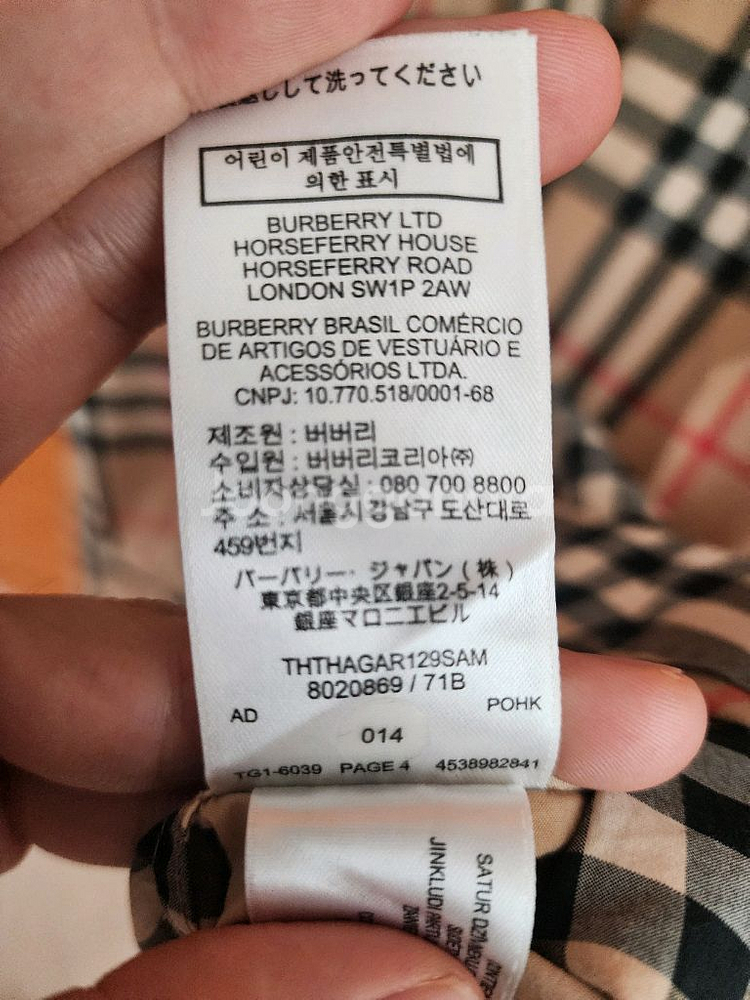 して洗ってください
어린이 제품안전특별법에
의한 표시
BURBERRY LTD
HORSEFERRY HOUSE
HORSEFERRY ROAD
LONDON SW1P 2AW
BURBERRY BRASIL COMÉRCIO
DE ARTIGOS DE VESTUÁRIO E
ACESSÓRIOS LTDA.
CNPJ: 10.770.518/0001-68
제조원 : 버버리
수입원 : 버버리코리아㈜
소비자상담실 : 080 700 8800
주 소 : 서울시 강남구 도산대로
459번지
バーバリー・ジャパン (株)
東京都中央区銀座2-5-14
銀座マロニエビル
THTHAGAR129SAM
8020869 / 71B
AD
POHK
014
TG1-6039 PAGE 4 4538982841
SATUR